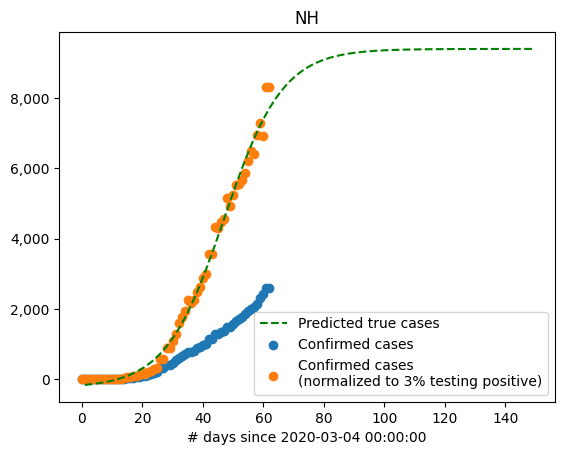 NH
8,000
6,000
4,000
2,000
0
0 20 40 60 80 100 120 140
# days since 2020-03-04 00:00:00
Predicted true cases
Confirmed cases
Confirmed cases
(normalized to 3% testing positive)